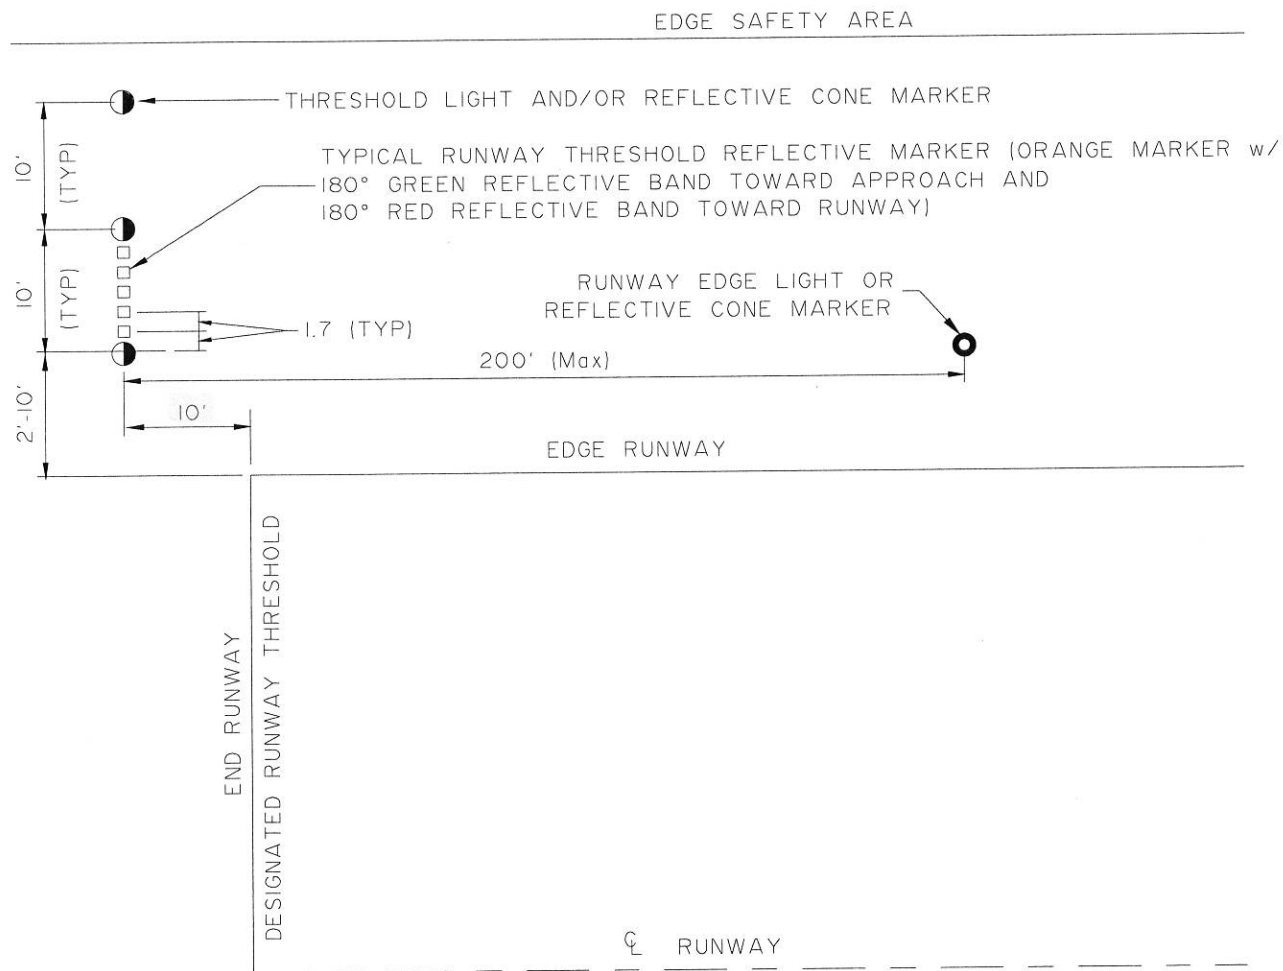 EDGE SAFETY AREA
THRESHOLD LIGHT AND/OR REFLECTIVE CONE MARKER
10'
(TYP)
TYPICAL RUNWAY THRESHOLD REFLECTIVE MARKER (ORANGE MARKER w/
180° GREEN REFLECTIVE BAND TOWARD APPROACH AND
180° RED REFLECTIVE BAND TOWARD RUNWAY)
10'
(TYP)
RUNWAY EDGE LIGHT OR
REFLECTIVE CONE MARKER
1.7 (TYP)
200' (Max)
2'-10'
10'
EDGE RUNWAY
END RUNWAY
DESIGNATED RUNWAY THRESHOLD
℄ RUNWAY